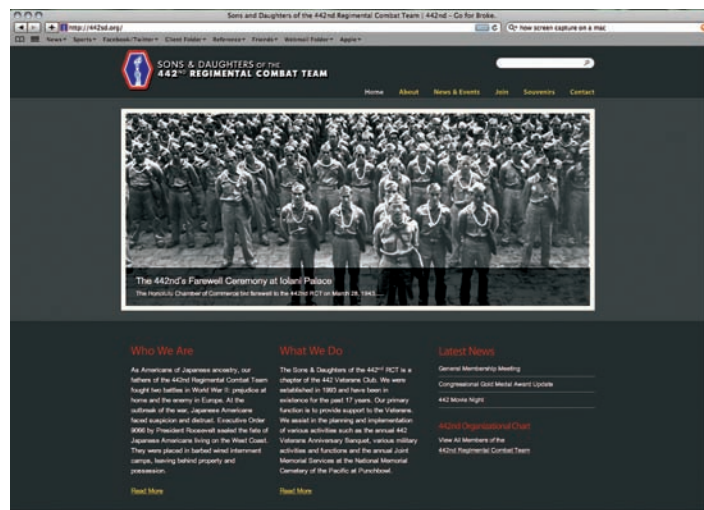 Sons and Daughters of the 442nd Regimental Combat Team | 442nd – Go for Broke.
http://442sd.org/
how screen capture on a mac
News Sports Facebook/Twitter Client Folder Reference Friends Webmail Folder Apple
SONS & DAUGHTERS OF THE
442ND REGIMENTAL COMBAT TEAM
Home About News & Events Join Souvenirs Contact
The 442nd's Farewell Ceremony at Iolani Palace
The Honolulu Chamber of Commerce bid farewell to the 442nd RCT on March 28, 1943....
Who We Are
As Americans of Japanese ancestry, our
fathers of the 442nd Regimental Combat Team
fought two battles in World War II: prejudice at
home and the enemy in Europe. At the
outbreak of the war, Japanese Americans
faced suspicion and distrust. Executive Order
9066 by President Roosevelt sealed the fate of
Japanese Americans living on the West Coast.
They were placed in barbed wired internment
camps, leaving behind property and
possession.
Read More
What We Do
The Sons & Daughters of the 442nd RCT is a
chapter of the 442 Veterans Club. We were
established in 1993 and have been in
existence for the past 17 years. Our primary
function is to provide support to the Veterans.
We assist in the planning and implementation
of various activities such as the annual 442
Veterans Anniversary Banquet, various military
activities and functions and the annual Joint
Memorial Services at the National Memorial
Cemetery of the Pacific at Punchbowl.
Read More
Latest News
General Membership Meeting
Congressional Gold Medal Award Update
442 Movie Night
442nd Organizational Chart
View All Members of the
442nd Regimental Combat Team